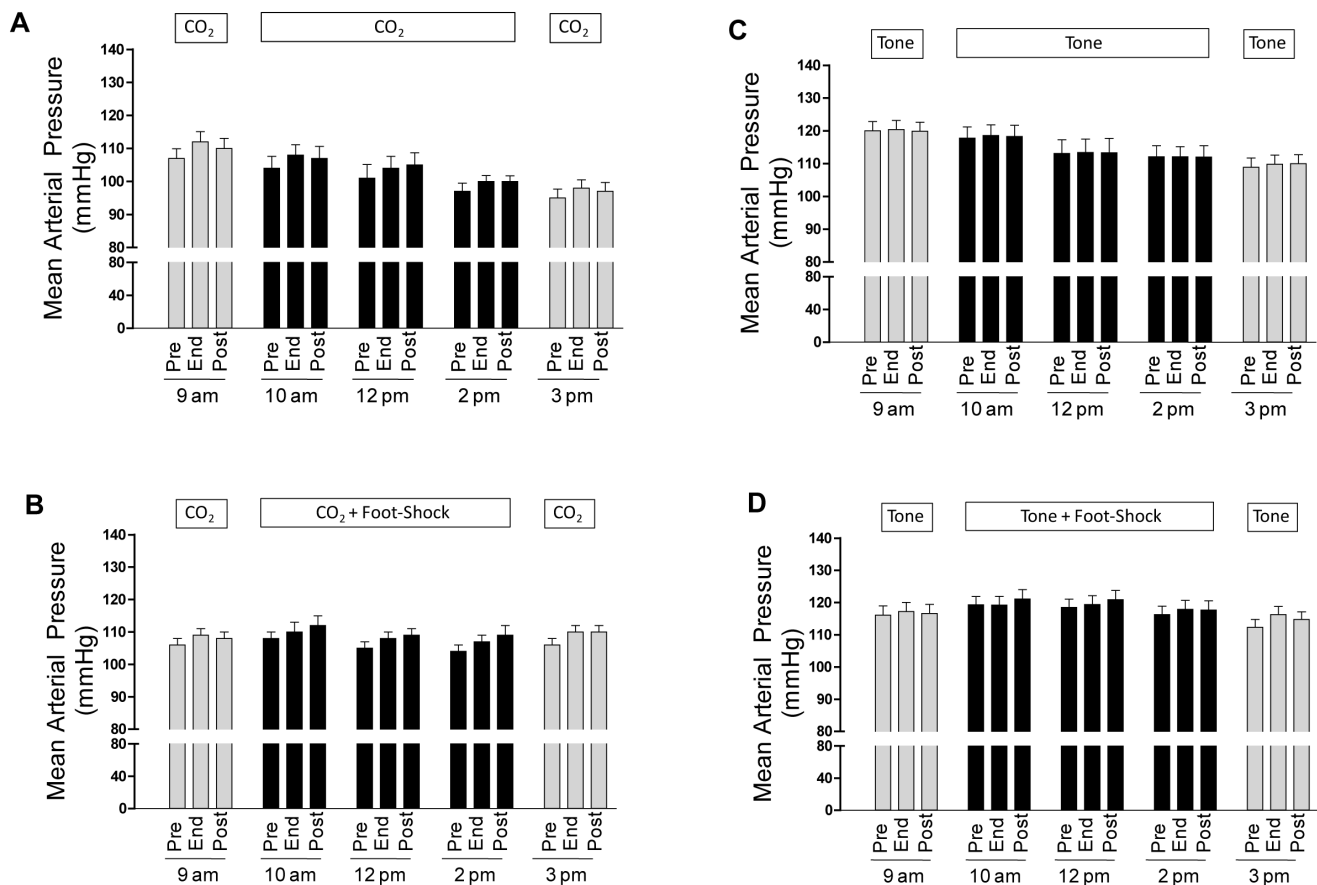 A
CO₂ CO₂ CO₂
Mean Arterial Pressure
(mmHg)
140
130
120
110
100
90
80
80
40
0
Pre End Post Pre End Post Pre End Post Pre End Post Pre End Post
9 am 10 am 12 pm 2 pm 3 pm
C
Tone Tone Tone
Mean Arterial Pressure
(mmHg)
140
130
120
110
100
90
80
80
40
0
Pre End Post Pre End Post Pre End Post Pre End Post Pre End Post
9 am 10 am 12 pm 2 pm 3 pm
B
CO₂ CO₂ + Foot-Shock CO₂
Mean Arterial Pressure
(mmHg)
140
130
120
110
100
90
80
80
40
0
Pre End Post Pre End Post Pre End Post Pre End Post Pre End Post
9 am 10 am 12 pm 2 pm 3 pm
D
Tone Tone + Foot-Shock Tone
Mean Arterial Pressure
(mmHg)
140
130
120
110
100
90
80
80
40
0
Pre End Post Pre End Post Pre End Post Pre End Post Pre End Post
9 am 10 am 12 pm 2 pm 3 pm